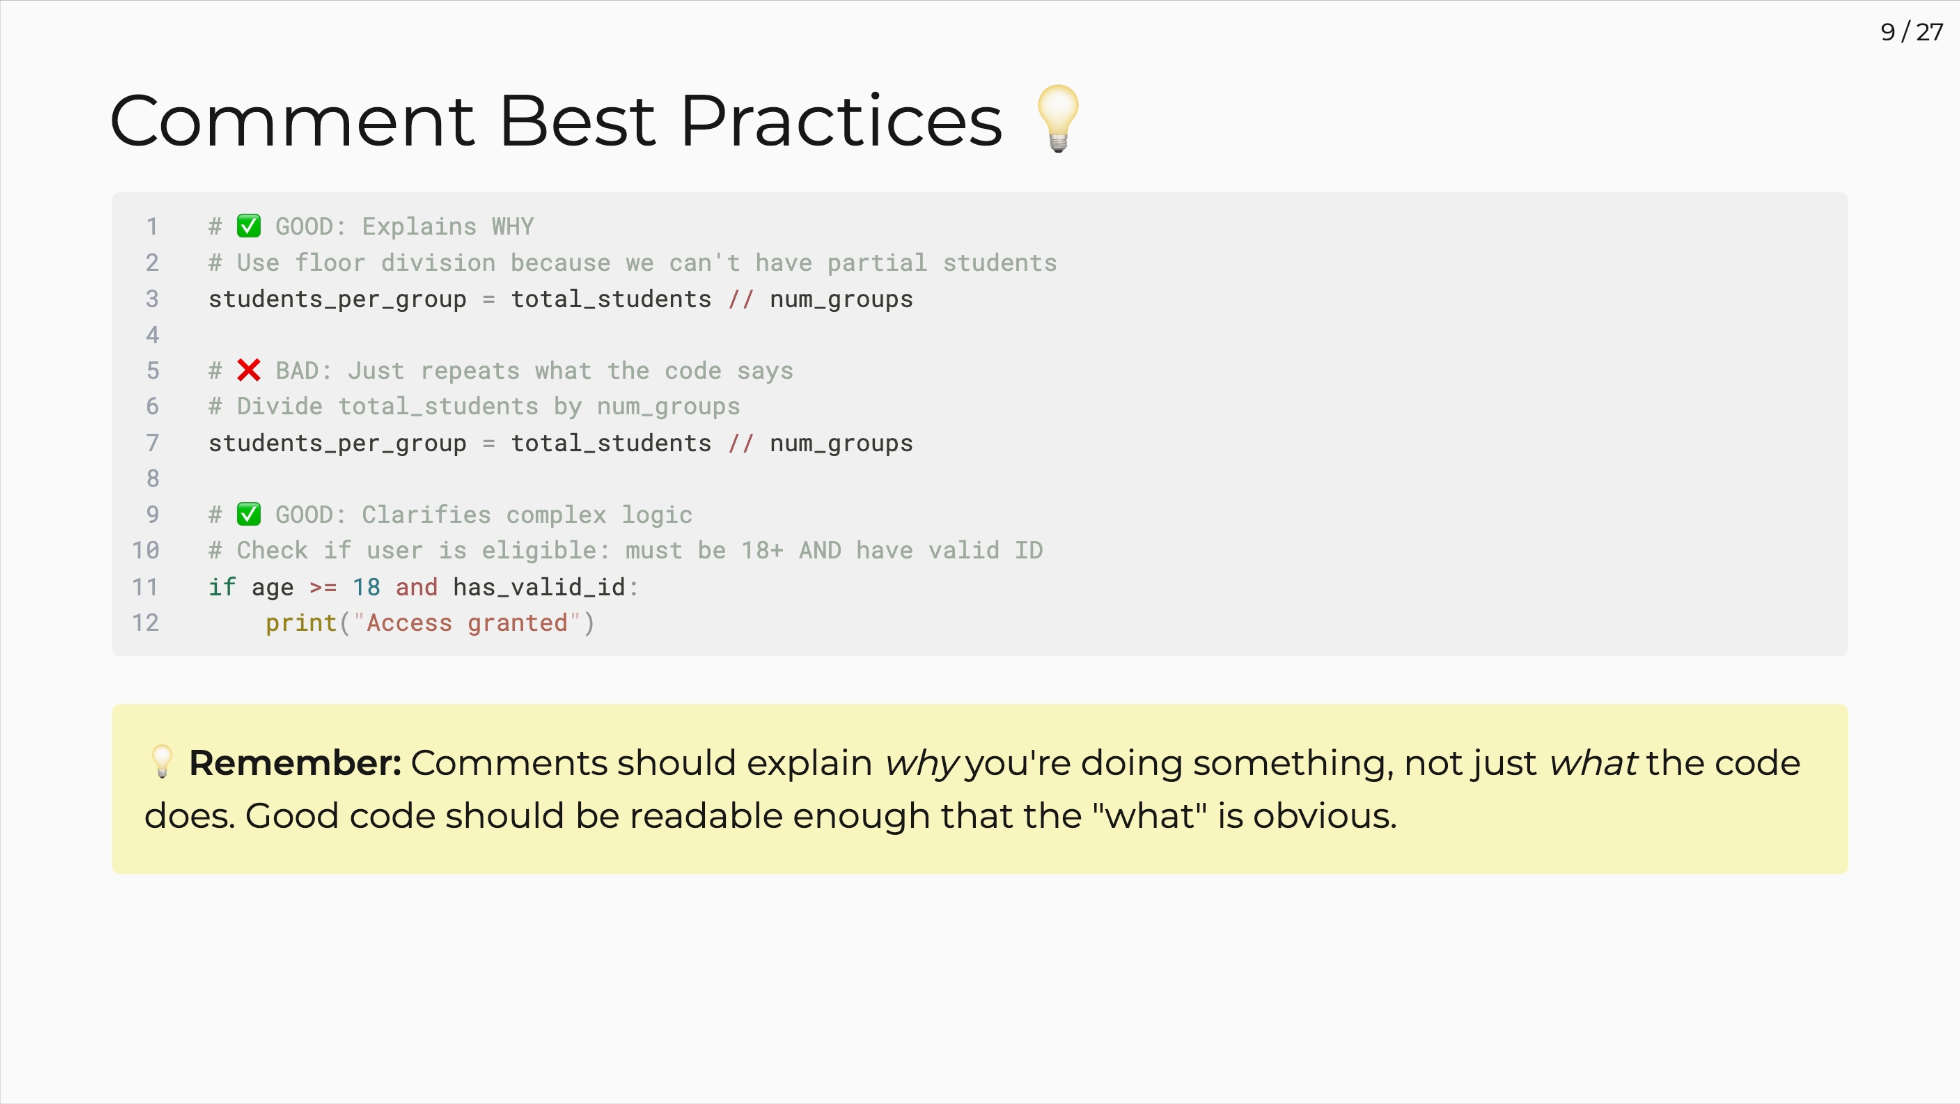 9 / 27
Comment Best Practices 💡
1 # ✅ GOOD: Explains WHY
2 # Use floor division because we can't have partial students
3 students_per_group = total_students // num_groups
4
5 # ❌ BAD: Just repeats what the code says
6 # Divide total_students by num_groups
7 students_per_group = total_students // num_groups
8
9 # ✅ GOOD: Clarifies complex logic
10 # Check if user is eligible: must be 18+ AND have valid ID
11 if age >= 18 and has_valid_id:
12     print("Access granted")
💡 Remember: Comments should explain why you're doing something, not just what the code
does. Good code should be readable enough that the "what" is obvious.